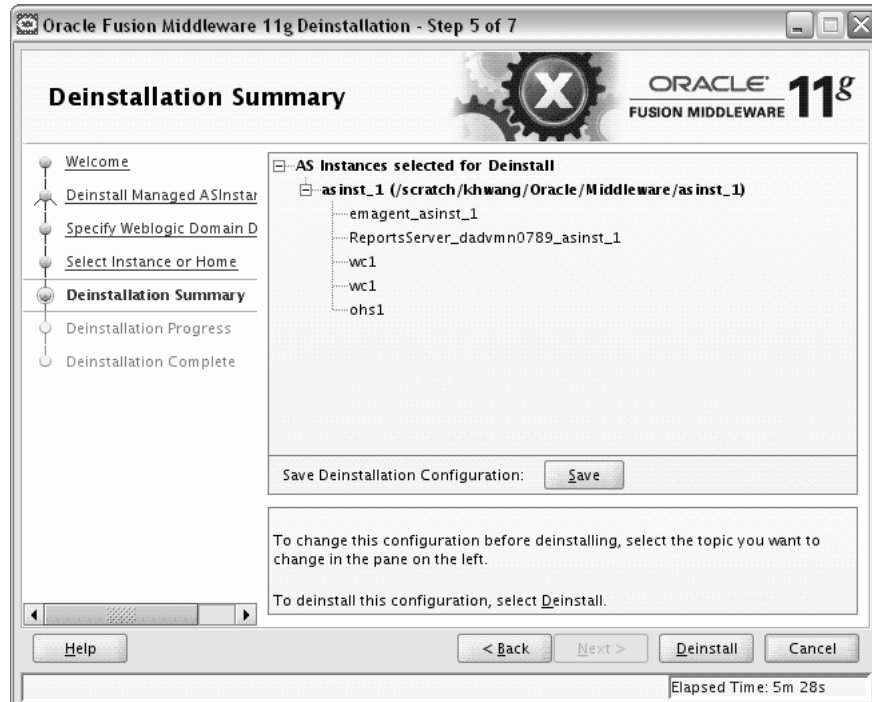 Oracle Fusion Middleware 11g Deinstallation - Step 5 of 7
Deinstallation Summary
ORACLE
FUSION MIDDLEWARE
11g
Welcome
Deinstall Managed ASInstar
Specify Weblogic Domain D
Select Instance or Home
Deinstallation Summary
Deinstallation Progress
Deinstallation Complete
AS Instances selected for Deinstall
asinst_1 (/scratch/khwang/Oracle/Middleware/asinst_1)
emagent_asinst_1
ReportsServer_dadvmn0789_asinst_1
wc1
wc1
ohs1
Save Deinstallation Configuration:
Save
To change this configuration before deinstalling, select the topic you want to
change in the pane on the left.
To deinstall this configuration, select Deinstall.
Help
< Back
Next >
Deinstall
Cancel
Elapsed Time: 5m 28s